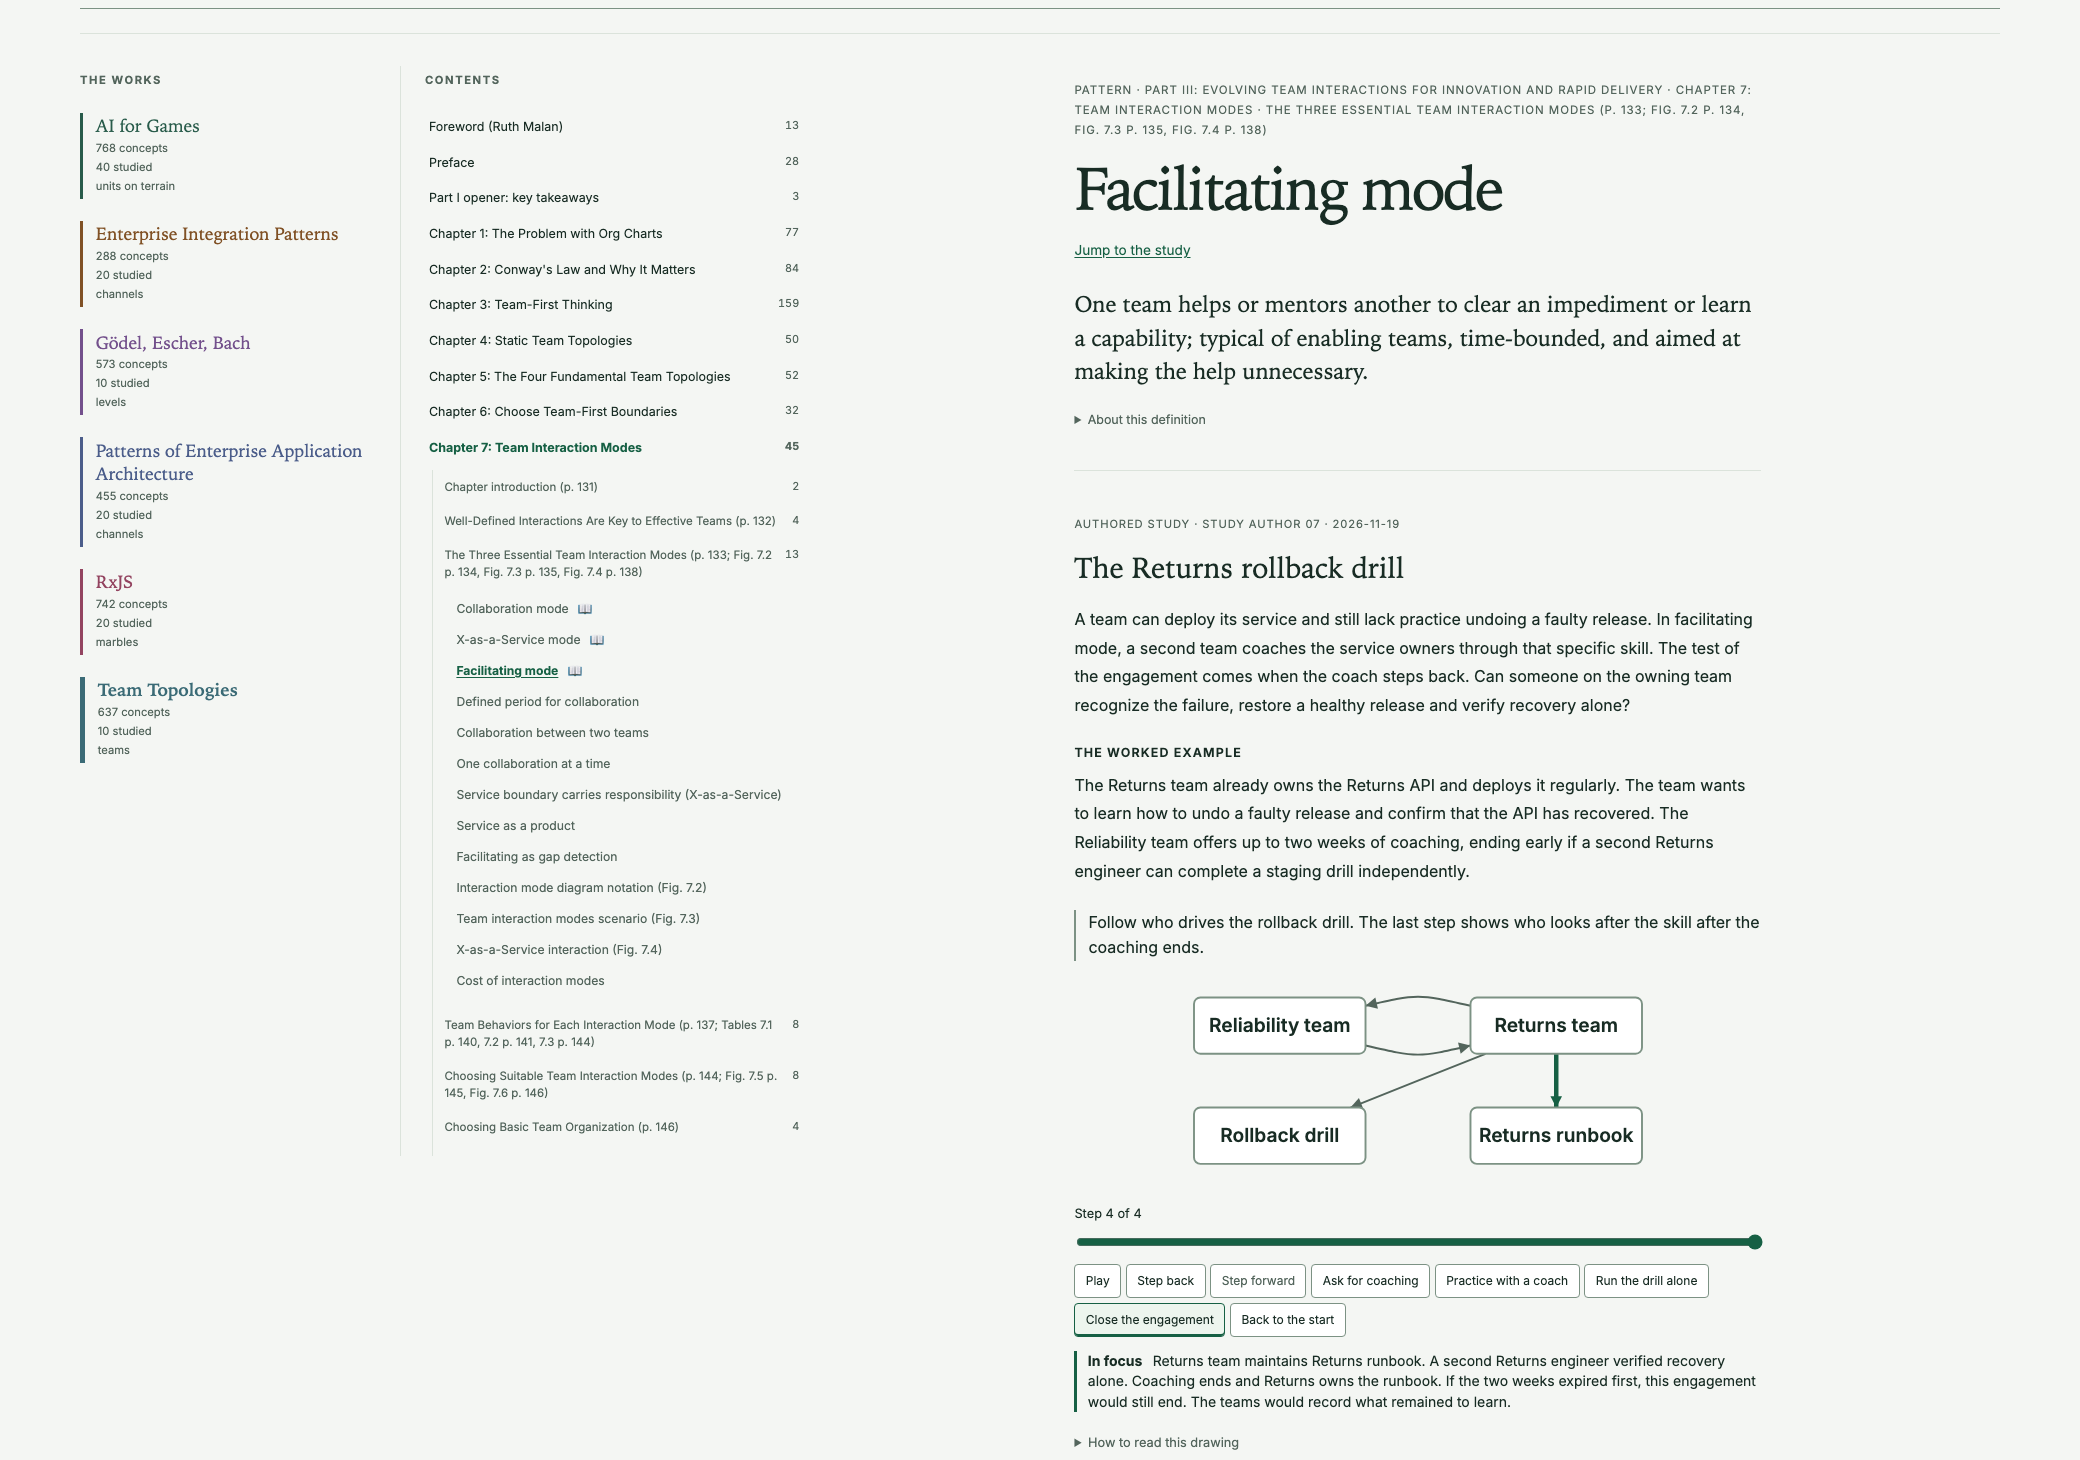 THE WORKS
AI for Games
768 concepts
40 studied
units on terrain
Enterprise Integration Patterns
288 concepts
20 studied
channels
Gödel, Escher, Bach
573 concepts
10 studied
levels
Patterns of Enterprise Application
Architecture
455 concepts
20 studied
channels
RxJS
742 concepts
20 studied
marbles
Team Topologies
637 concepts
10 studied
teams
CONTENTS
Foreword (Ruth Malan) 13
Preface 28
Part I opener: key takeaways 3
Chapter 1: The Problem with Org Charts 77
Chapter 2: Conway's Law and Why It Matters 84
Chapter 3: Team-First Thinking 159
Chapter 4: Static Team Topologies 50
Chapter 5: The Four Fundamental Team Topologies 52
Chapter 6: Choose Team-First Boundaries 32
Chapter 7: Team Interaction Modes 45
Chapter introduction (p. 131) 2
Well-Defined Interactions Are Key to Effective Teams (p. 132) 4
The Three Essential Team Interaction Modes (p. 133; Fig. 7.2 13
p. 134, Fig. 7.3 p. 135, Fig. 7.4 p. 138)
Collaboration mode
X-as-a-Service mode
Facilitating mode
Defined period for collaboration
Collaboration between two teams
One collaboration at a time
Service boundary carries responsibility (X-as-a-Service)
Service as a product
Facilitating as gap detection
Interaction mode diagram notation (Fig. 7.2)
Team interaction modes scenario (Fig. 7.3)
X-as-a-Service interaction (Fig. 7.4)
Cost of interaction modes
Team Behaviors for Each Interaction Mode (p. 137; Tables 7.1 8
p. 140, 7.2 p. 141, 7.3 p. 144)
Choosing Suitable Team Interaction Modes (p. 144; Fig. 7.5 p. 8
145, Fig. 7.6 p. 146)
Choosing Basic Team Organization (p. 146) 4
PATTERN · PART III: EVOLVING TEAM INTERACTIONS FOR INNOVATION AND RAPID DELIVERY · CHAPTER 7:
TEAM INTERACTION MODES · THE THREE ESSENTIAL TEAM INTERACTION MODES (P. 133; FIG. 7.2 P. 134,
FIG. 7.3 P. 135, FIG. 7.4 P. 138)
Facilitating mode
Jump to the study
One team helps or mentors another to clear an impediment or learn
a capability; typical of enabling teams, time-bounded, and aimed at
making the help unnecessary.
About this definition
AUTHORED STUDY · STUDY AUTHOR 07 · 2026-11-19
The Returns rollback drill
A team can deploy its service and still lack practice undoing a faulty release. In facilitating
mode, a second team coaches the service owners through that specific skill. The test of
the engagement comes when the coach steps back. Can someone on the owning team
recognize the failure, restore a healthy release and verify recovery alone?
THE WORKED EXAMPLE
The Returns team already owns the Returns API and deploys it regularly. The team wants
to learn how to undo a faulty release and confirm that the API has recovered. The
Reliability team offers up to two weeks of coaching, ending early if a second Returns
engineer can complete a staging drill independently.
Follow who drives the rollback drill. The last step shows who looks after the skill after the
coaching ends.
Reliability team
Returns team
Rollback drill
Returns runbook
Step 4 of 4
Play Step back Step forward Ask for coaching Practice with a coach Run the drill alone
Close the engagement Back to the start
In focus Returns team maintains Returns runbook. A second Returns engineer verified recovery
alone. Coaching ends and Returns owns the runbook. If the two weeks expired first, this engagement
would still end. The teams would record what remained to learn.
How to read this drawing